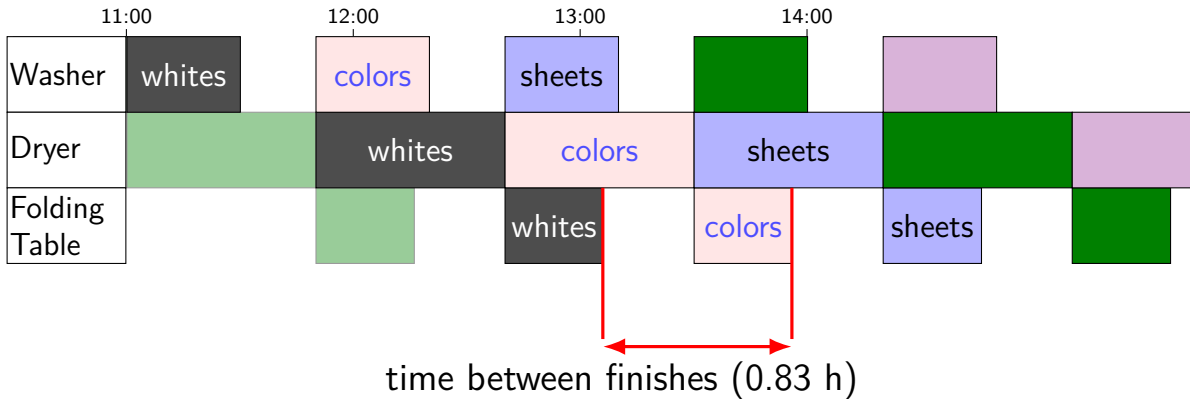 11:00 12:00 13:00 14:00
Washer whites colors sheets
Dryer whites colors sheets
Folding
Table
whites colors sheets
time between finishes (0.83 h)